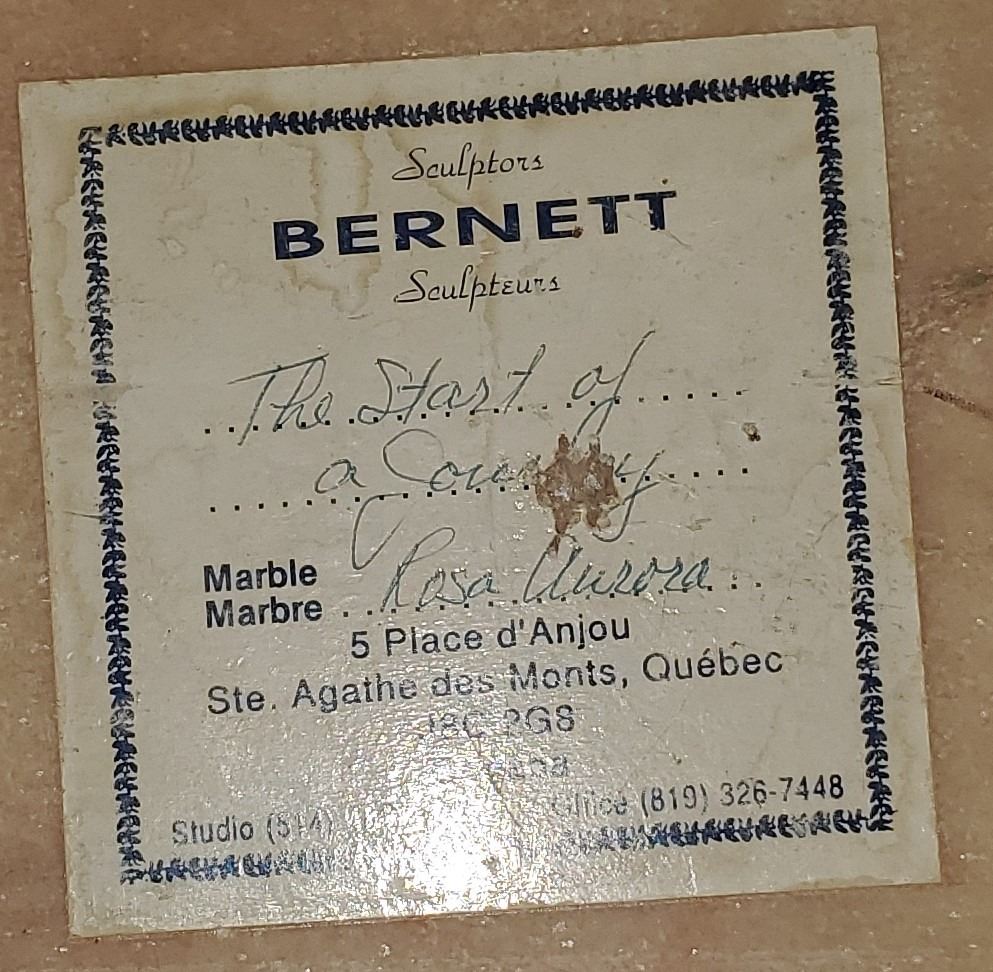 Sculptors
BERNETT
Sculpteurs
The Start of
a
Marble
Marbre Rosa Aurora
5 Place d'Anjou
Ste. Agathe des Monts, Québec
J8C
Studio (514) Office (819) 326-7448